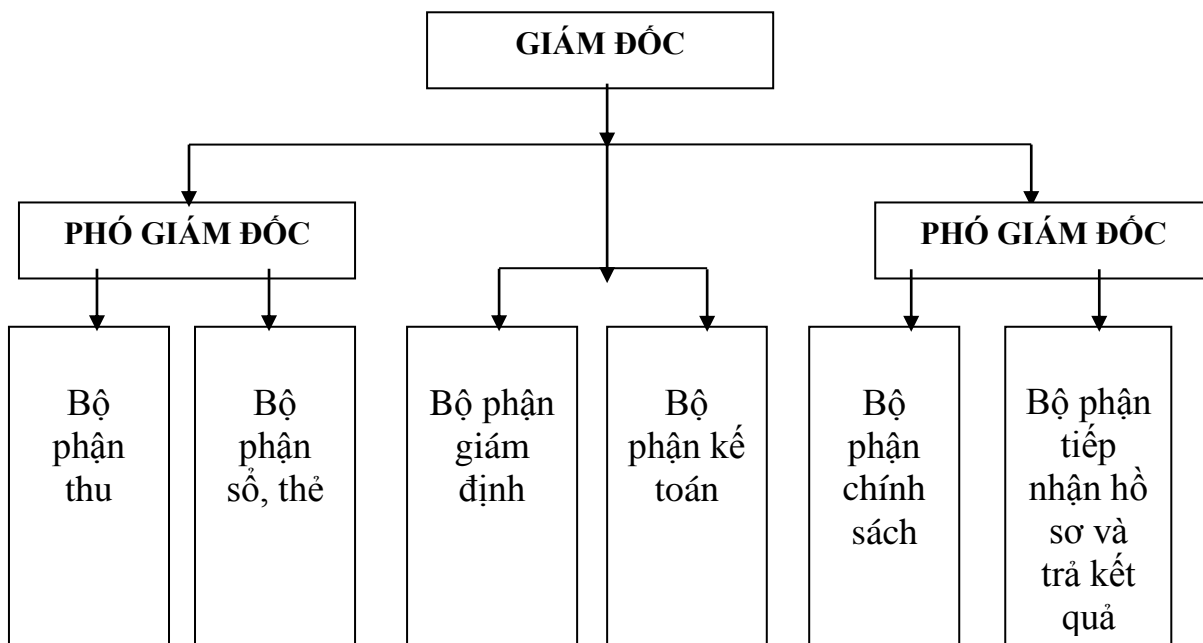 GIÁM ĐỐC
PHÓ GIÁM ĐỐC
PHÓ GIÁM ĐỐC
Bộ
phận
thu
Bộ
phận
sổ, thẻ
Bộ phận
giám
định
Bộ
phận kế
toán
Bộ
phận
chính
sách
Bộ phận
tiếp
nhận hồ
sơ và
trả kết
quả